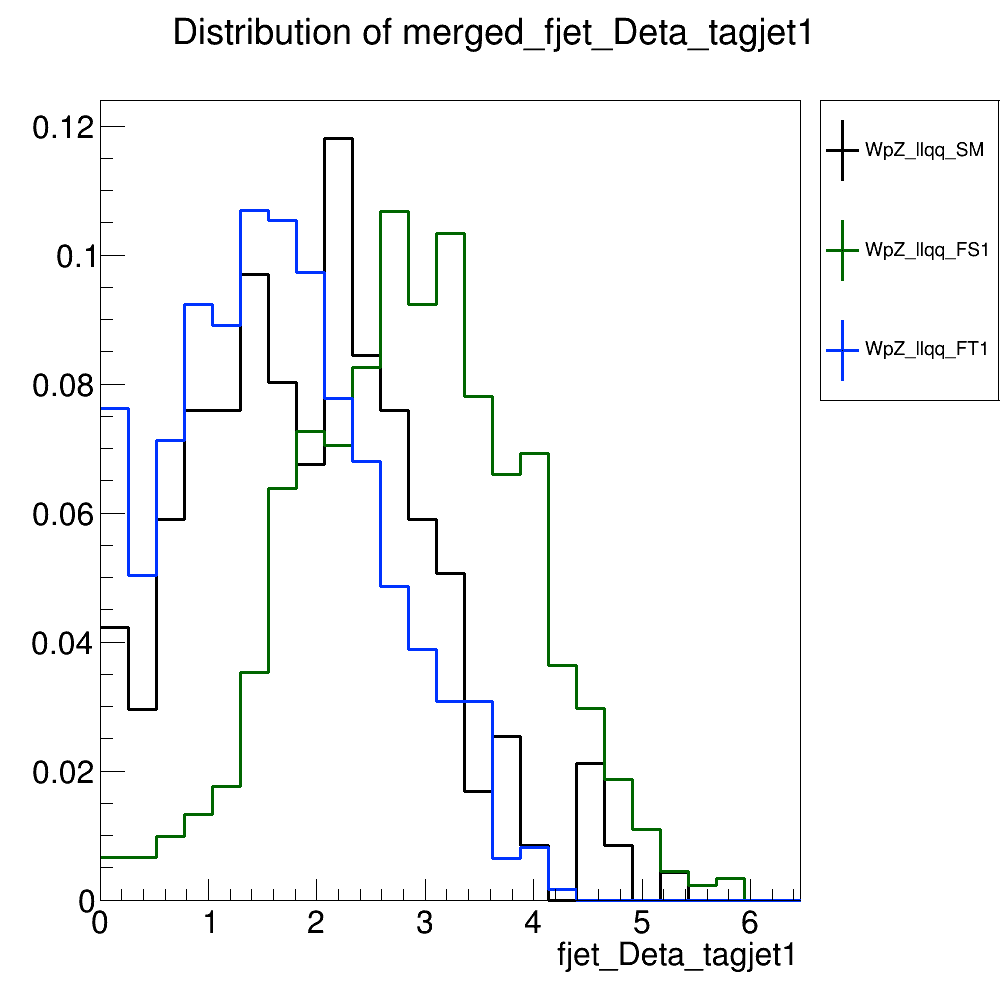 Distribution of merged_fjet_Deta_tagjet1
0.12
0.1
0.08
0.06
0.04
0.02
0
0 1 2 3 4 5 6
fjet_Deta_tagjet1
WpZ_llqq_SM
WpZ_llqq_FS1
WpZ_llqq_FT1